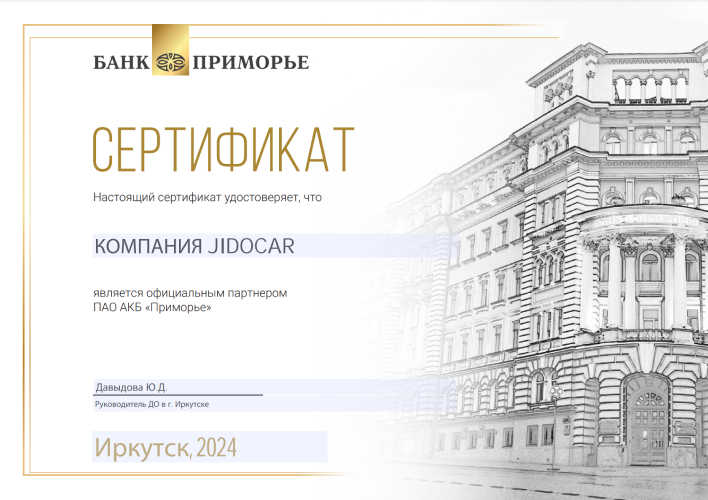 БАНК ПРИМОРЬЕ
СЕРТИФИКАТ
Настоящий сертификат удостоверяет, что
КОМПАНИЯ JIDOCAR
является официальным партнером
ПАО АКБ «Приморье»
Давыдова Ю.Д.
Руководитель ДО в г. Иркутске
Иркутск, 2024